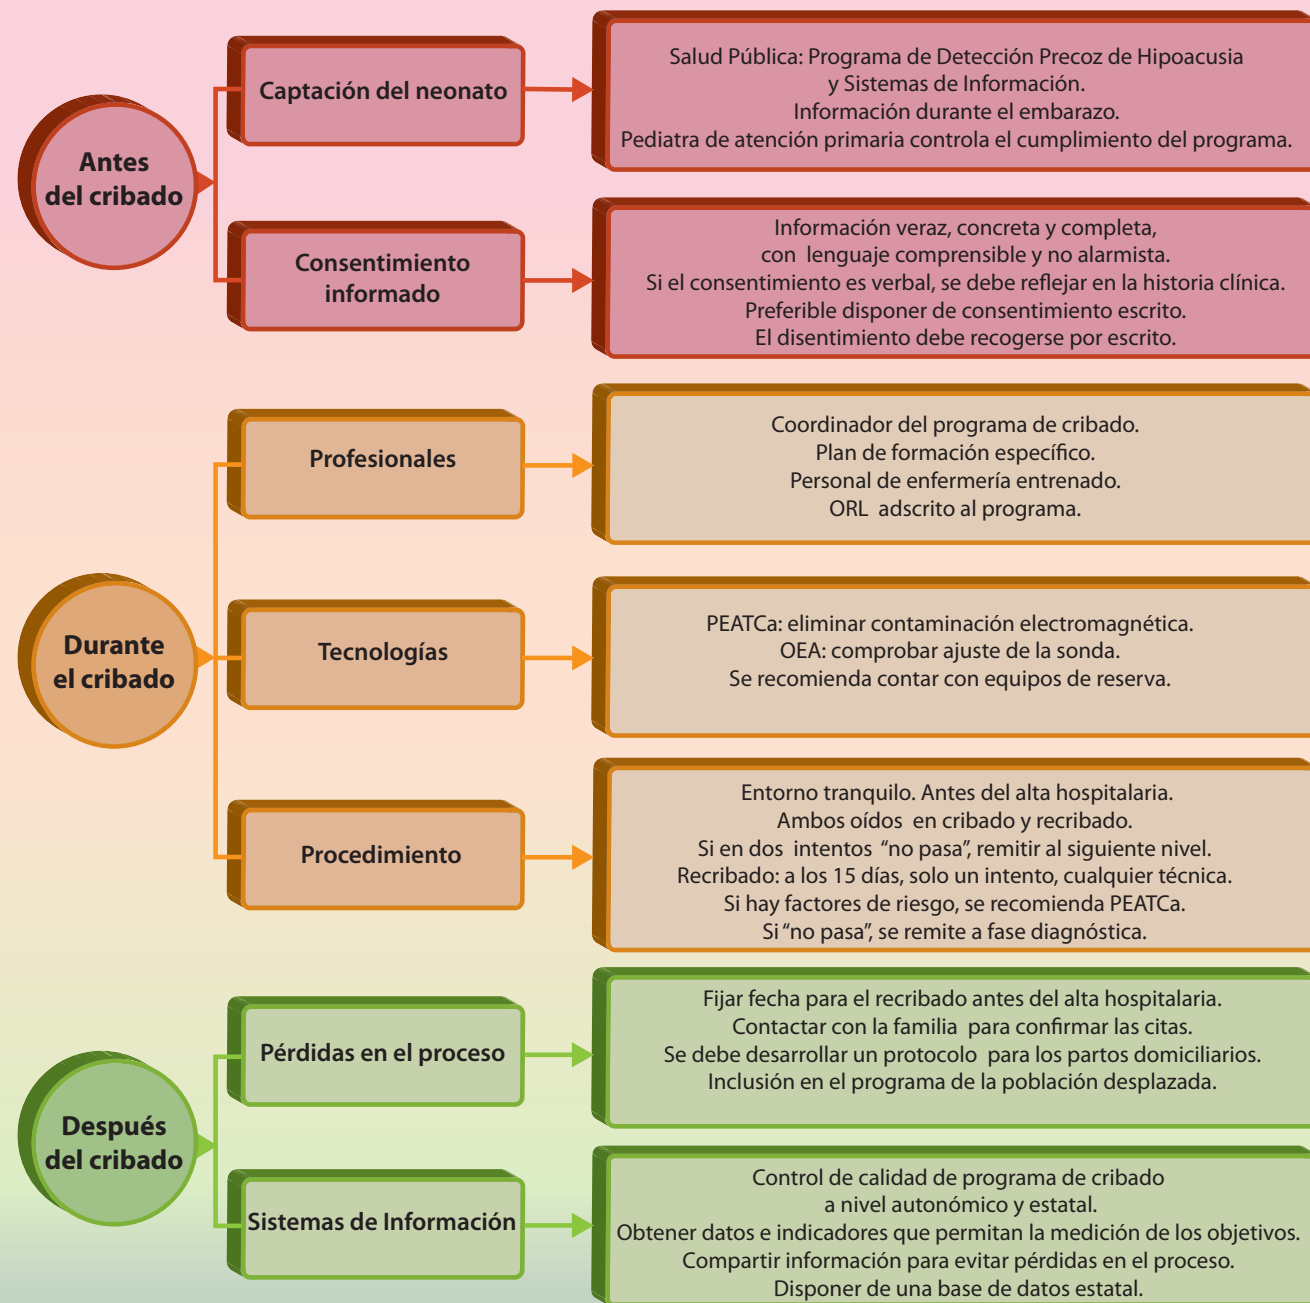 Antes
del cribado
Captación del neonato
Salud Pública: Programa de Detección Precoz de Hipoacusia
y Sistemas de Información.
Información durante el embarazo.
Pediatra de atención primaria controla el cumplimiento del programa.
Consentimiento
informado
Información veraz, concreta y completa,
con lenguaje comprensible y no alarmista.
Si el consentimiento es verbal, se debe reflejar en la historia clínica.
Preferible disponer de consentimiento escrito.
El disentimiento debe recogerse por escrito.
Durante
el cribado
Profesionales
Coordinador del programa de cribado.
Plan de formación específico.
Personal de enfermería entrenado.
ORL adscrito al programa.
Tecnologías
PEATCa: eliminar contaminación electromagnética.
OEA: comprobar ajuste de la sonda.
Se recomienda contar con equipos de reserva.
Procedimiento
Entorno tranquilo. Antes del alta hospitalaria.
Ambos oídos en cribado y recribado.
Si en dos intentos “no pasa”, remitir al siguiente nivel.
Recribado: a los 15 días, solo un intento, cualquier técnica.
Si hay factores de riesgo, se recomienda PEATCa.
Si “no pasa”, se remite a fase diagnóstica.
Después
del cribado
Pérdidas en el proceso
Fijar fecha para el recribado antes del alta hospitalaria.
Contactar con la familia para confirmar las citas.
Se debe desarrollar un protocolo para los partos domiciliarios.
Inclusión en el programa de la población desplazada.
Sistemas de Información
Control de calidad de programa de cribado
a nivel autonómico y estatal.
Obtener datos e indicadores que permitan la medición de los objetivos.
Compartir información para evitar pérdidas en el proceso.
Disponer de una base de datos estatal.